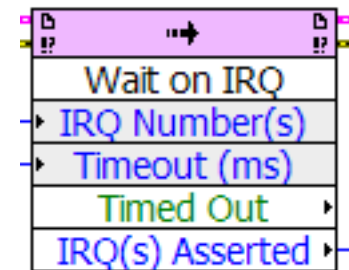 !? !?
Wait on IRQ
IRQ Number(s)
Timeout (ms)
Timed Out
IRQ(s) Asserted